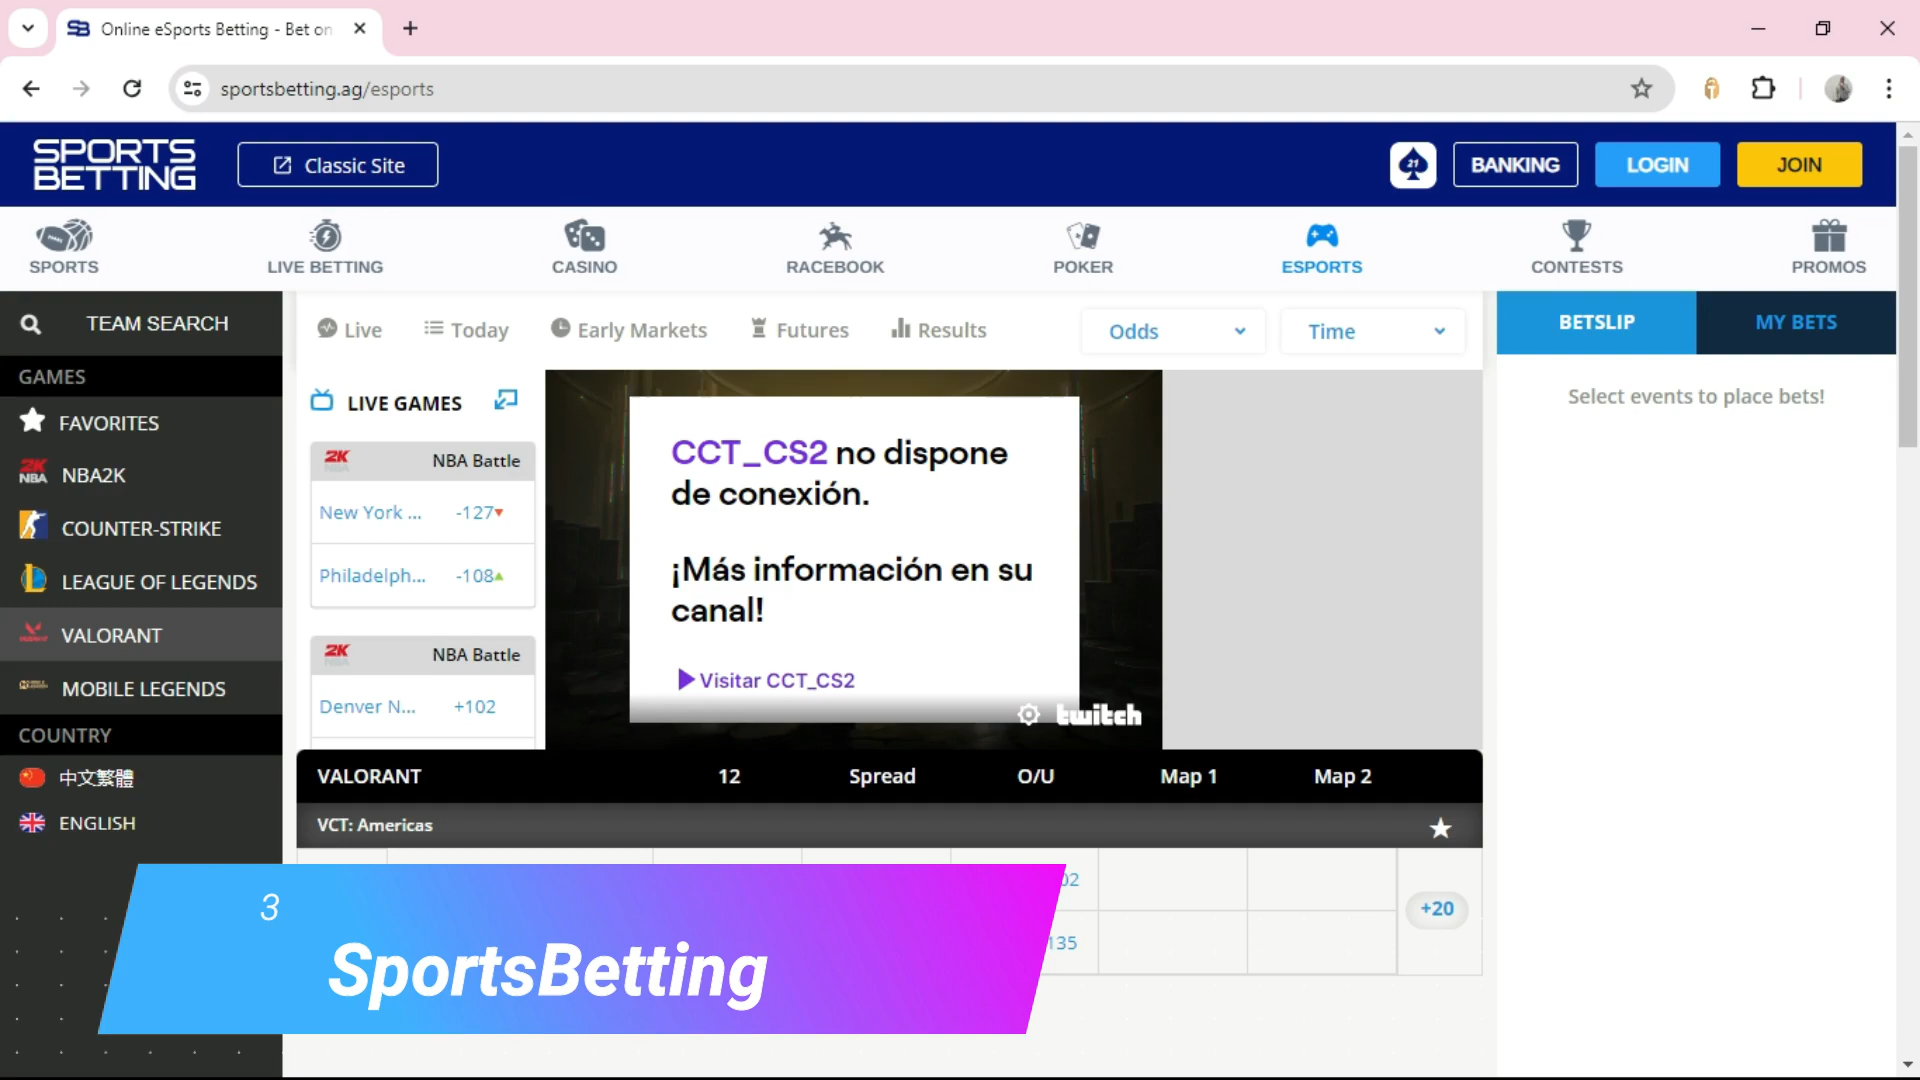 Online eSports Betting - Bet on
sportsbetting.ag/esports
SPORTS
BETTING
Classic Site
21
BANKING
LOGIN
JOIN
SPORTS
LIVE BETTING
CASINO
RACEBOOK
POKER
ESPORTS
CONTESTS
PROMOS
TEAM SEARCH
GAMES
FAVORITES
NBA2K
COUNTER-STRIKE
LEAGUE OF LEGENDS
VALORANT
MOBILE LEGENDS
COUNTRY
中文繁體
ENGLISH
Live
Today
Early Markets
Futures
Results
Odds
Time
BETSLIP
MY BETS
Select events to place bets!
LIVE GAMES
2K NBA Battle
New York ... -127
Philadelph... -108
2K NBA Battle
Denver N... +102
CCT_CS2 no dispone
de conexión.
¡Más información en su
canal!
Visitar CCT_CS2
twitch
VALORANT 12 Spread O/U Map 1 Map 2
VCT: Americas
02
135
+20
3
SportsBetting